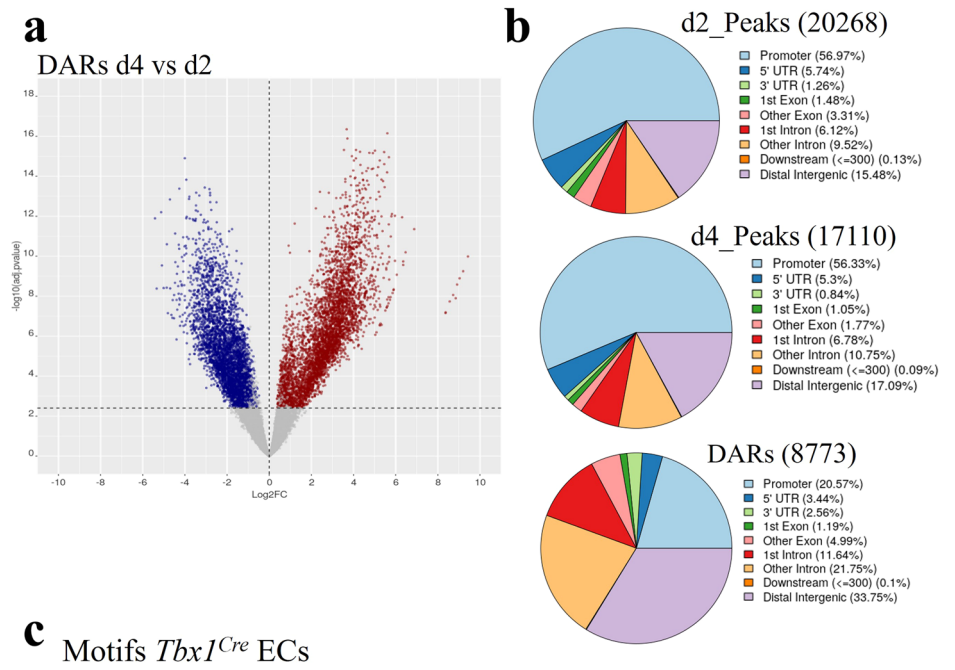 a
DARs d4 vs d2
18
16
14
12
10
8
6
4
2
0
-log10(adj.pvalue)
-10 -8 -6 -4 -2 0 2 4 6 8 10
Log2FC
b
d2_Peaks (20268)
Promoter (56.97%)
5' UTR (5.74%)
3' UTR (1.26%)
1st Exon (1.48%)
Other Exon (3.31%)
1st Intron (6.12%)
Other Intron (9.52%)
Downstream (<=300) (0.13%)
Distal Intergenic (15.48%)
d4_Peaks (17110)
Promoter (56.33%)
5' UTR (5.3%)
3' UTR (0.84%)
1st Exon (1.05%)
Other Exon (1.77%)
1st Intron (6.78%)
Other Intron (10.75%)
Downstream (<=300) (0.09%)
Distal Intergenic (17.09%)
DARs (8773)
Promoter (20.57%)
5' UTR (3.44%)
3' UTR (2.56%)
1st Exon (1.19%)
Other Exon (4.99%)
1st Intron (11.64%)
Other Intron (21.75%)
Downstream (<=300) (0.1%)
Distal Intergenic (33.75%)
c
Motifs Tbx1Cre ECs